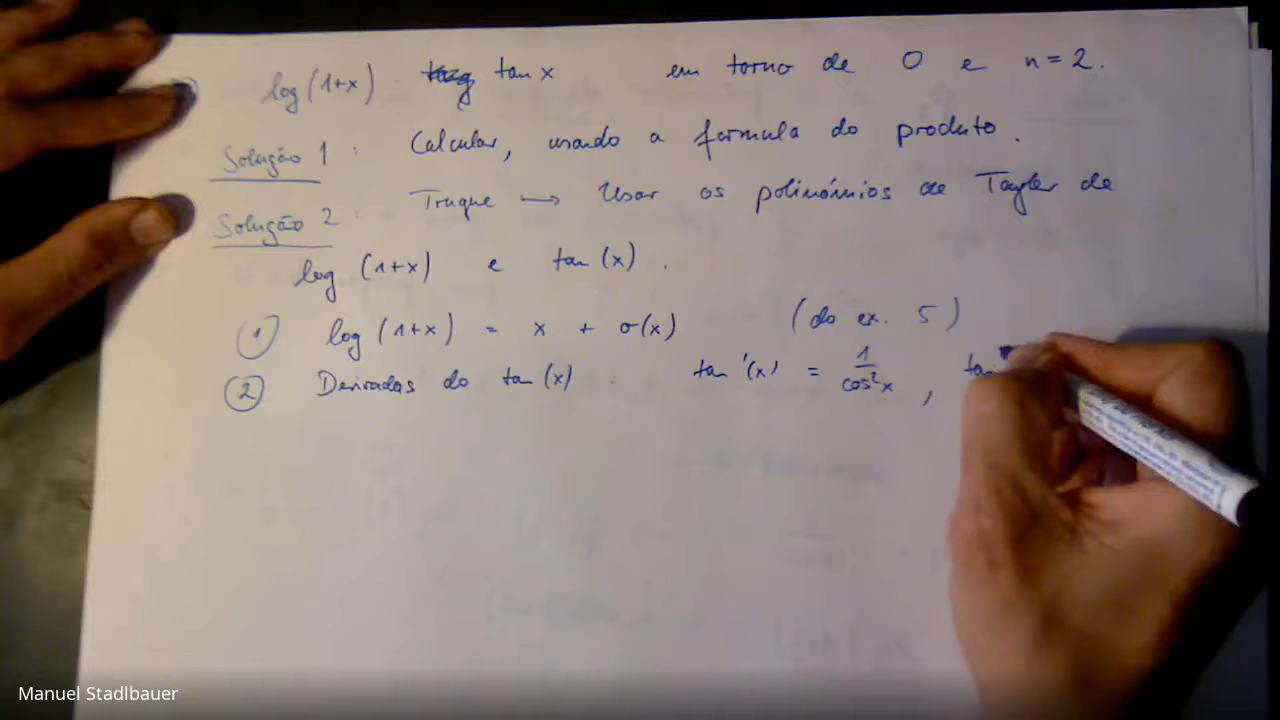 log(1+x) tan x em torno de 0 e n=2.
Solução 1: Calcular, usando a formula do produto.
Solução 2: Truque → Usar os polinómios de Taylor de
log (1+x) e tan (x).
① log (1+x) = x + o(x) (do ex. 5)
② Derivadas do tan (x) : tan'(x) = 1/cos²x , tan
Manuel Stadlbauer